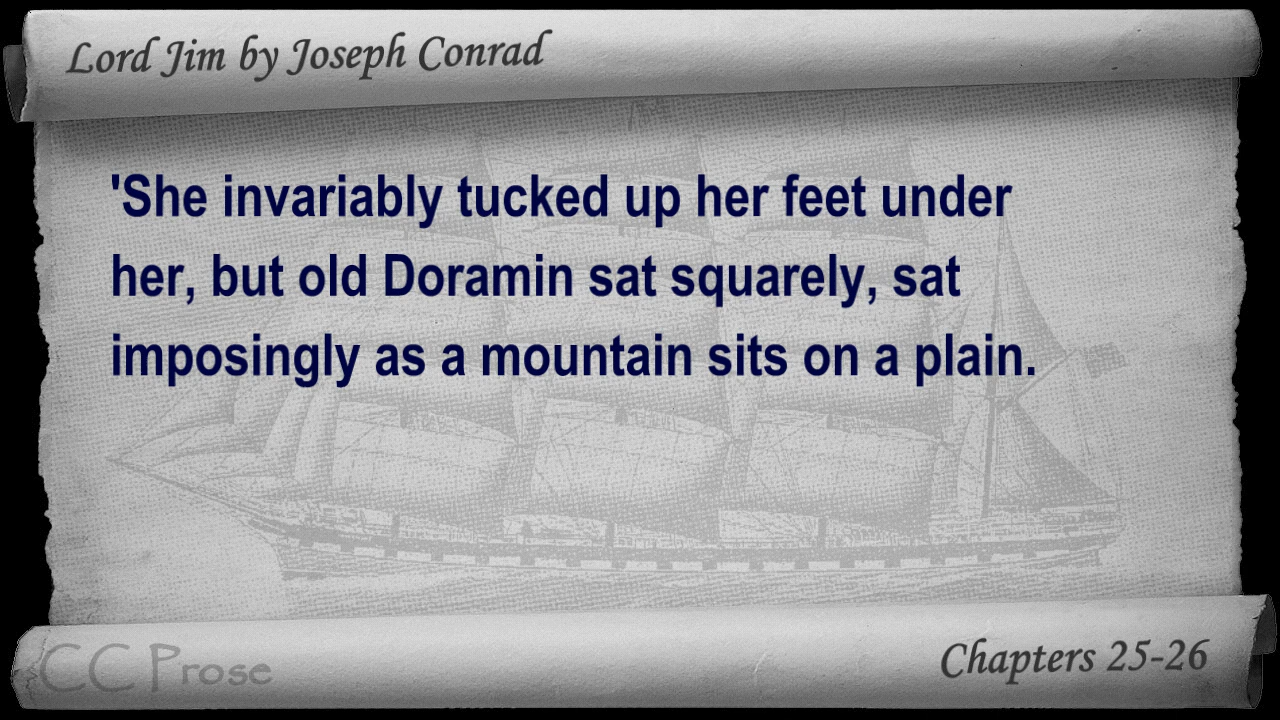 Lord Jim by Joseph Conrad
'She invariably tucked up her feet under
her, but old Doramin sat squarely, sat
imposingly as a mountain sits on a plain.
CC Prose
Chapters 25-26